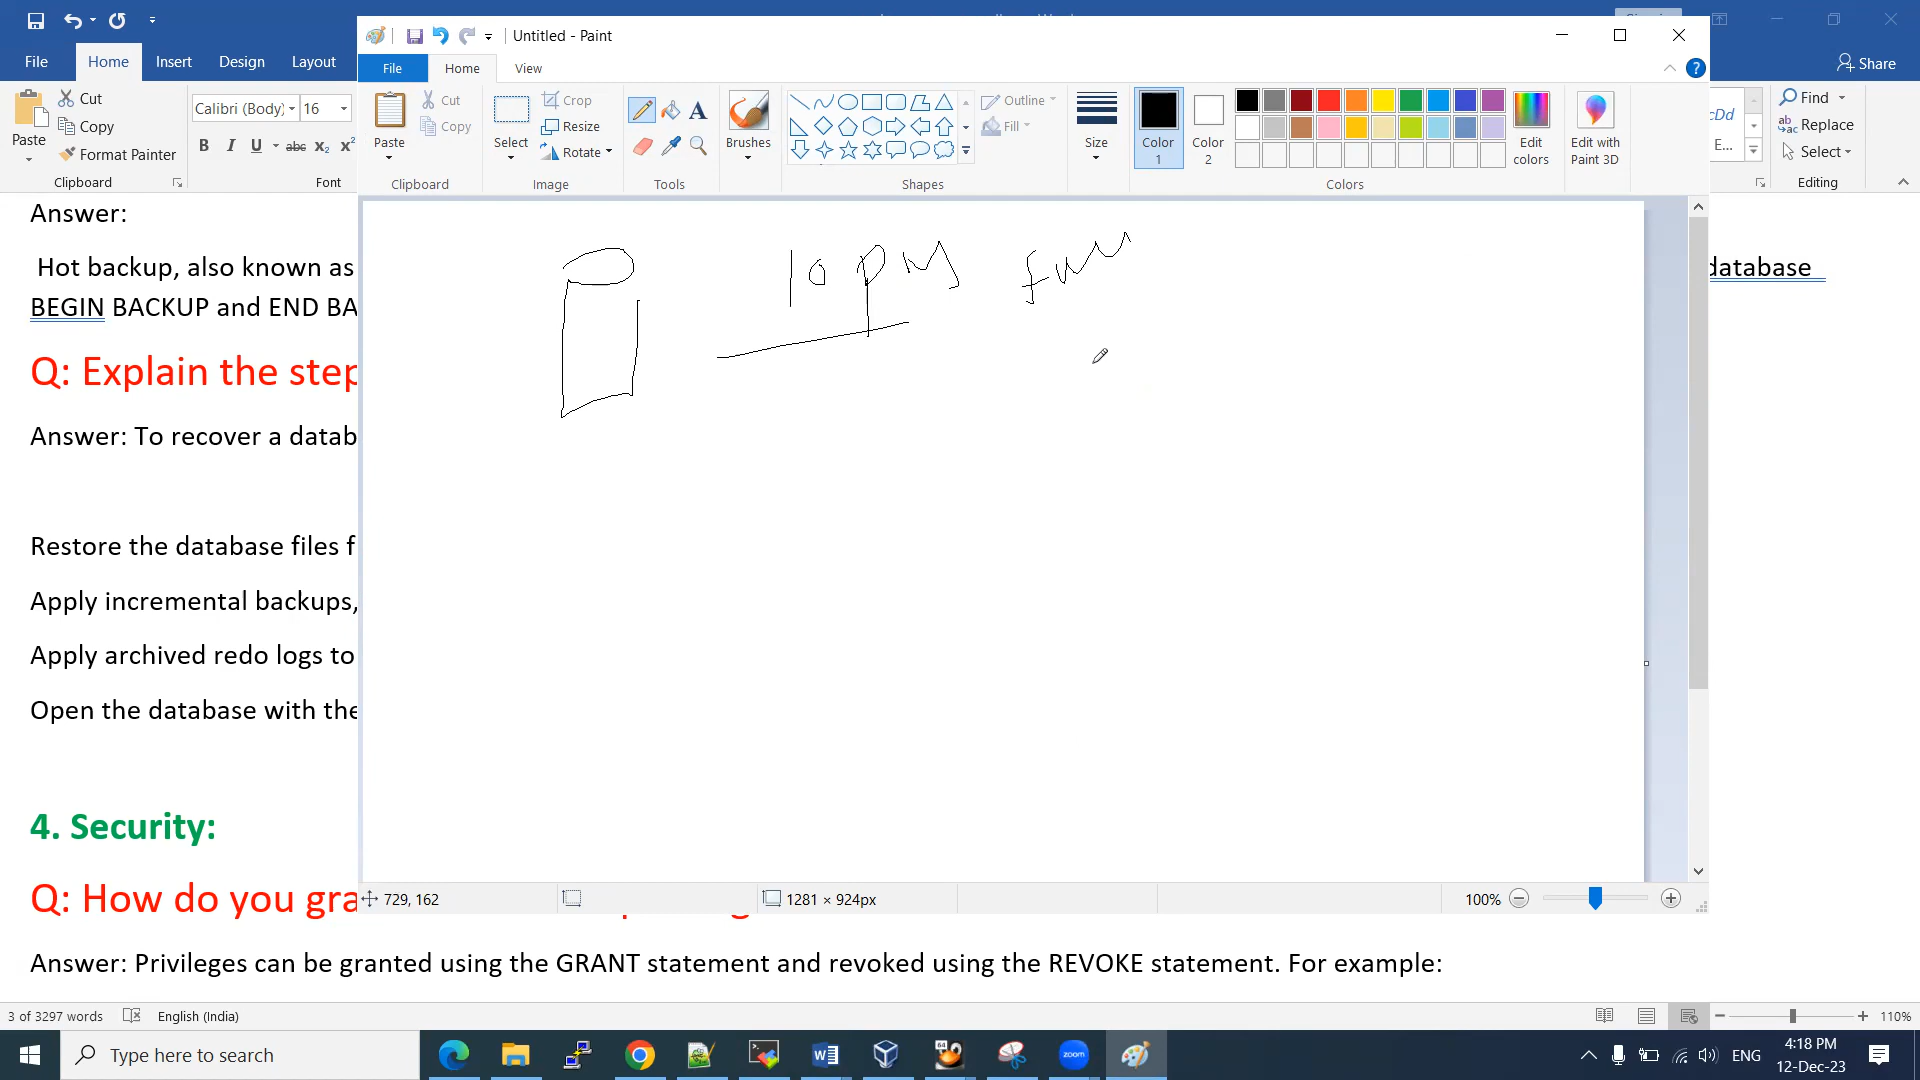 Untitled - Paint
File Home Insert Design Layout
File Home View
Share
Paste
Cut
Copy
Format Painter
Clipboard
Calibri (Body) 16
B I U abc x₂ x²
Font
Paste
Cut
Copy
Clipboard
Select
Crop
Resize
Rotate
Image
A
Tools
Brushes
Shapes
Outline
Fill
Size
Color 1
Color 2
Colors
Edit colors
Edit with Paint 3D
Find
Replace
Select
Editing
Answer:
Hot backup, also known as
database
BEGIN BACKUP and END BA
10 PM full
Q: Explain the step
Answer: To recover a datab
Restore the database files f
Apply incremental backups,
Apply archived redo logs to
Open the database with the
4. Security:
Q: How do you gra
729, 162
1281 × 924px
100%
Answer: Privileges can be granted using the GRANT statement and revoked using the REVOKE statement. For example:
3 of 3297 words English (India)
110%
Type here to search
zoom
ENG
4:18 PM
12-Dec-23